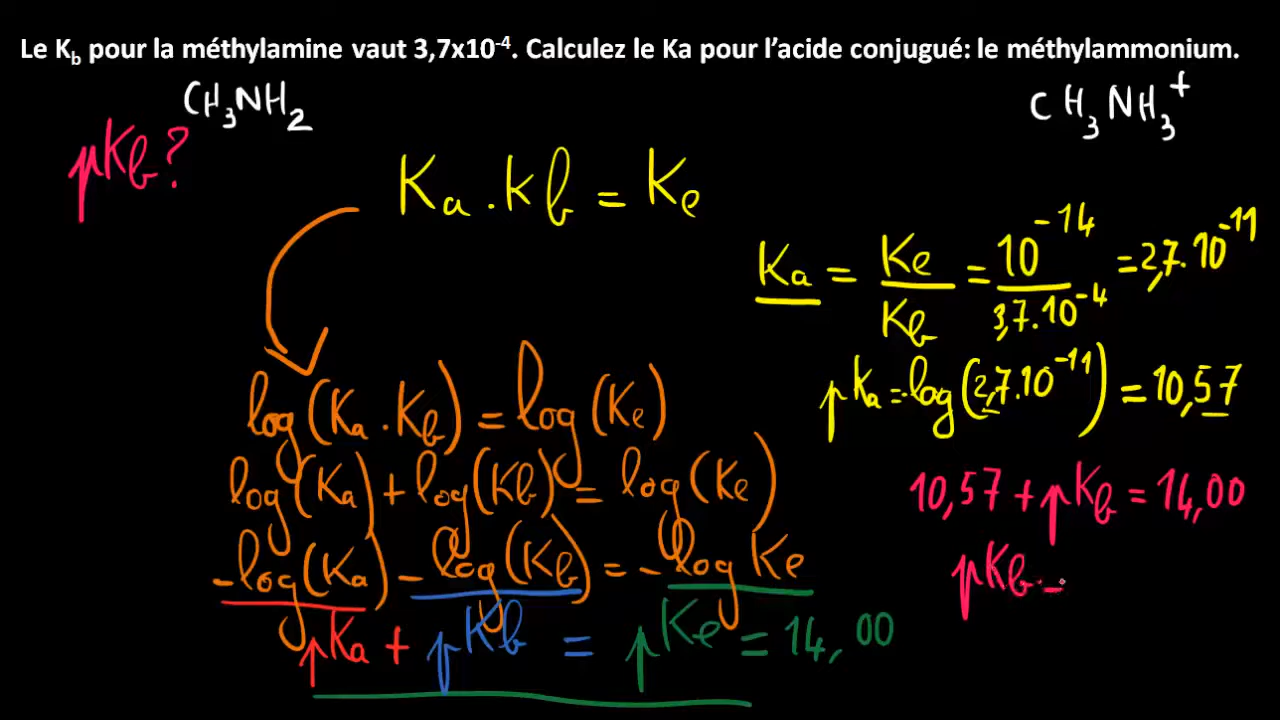 Le Kb pour la méthylamine vaut 3,7x10-4. Calculez le Ka pour l'acide conjugué: le méthylammonium.
CH3NH2
CH3NH3+
pKb?
Ka . Kb = Ke
Ka = Ke/Kb = 10^-14/3,7.10^-4 = 2,7.10^-11
pKa = -log(2,7.10^-11) = 10,57
log(Ka . Kb) = log(Ke)
log(Ka) + log(Kb) = log(Ke)
-log(Ka) - log(Kb) = -log Ke
pKa + pKb = pKe = 14,00
10,57 + pKb = 14,00
pKb =